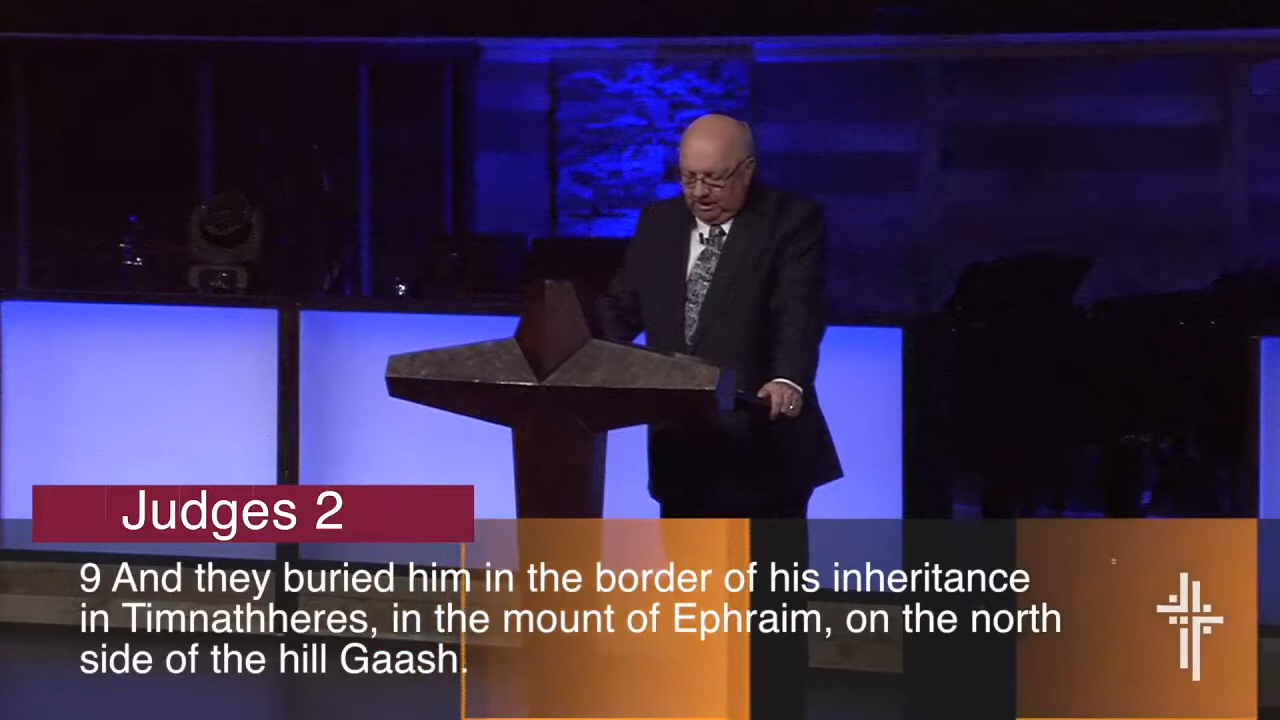 Judges 2
9 And they buried him in the border of his inheritance
in Timnathheres, in the mount of Ephraim, on the north
side of the hill Gaash.